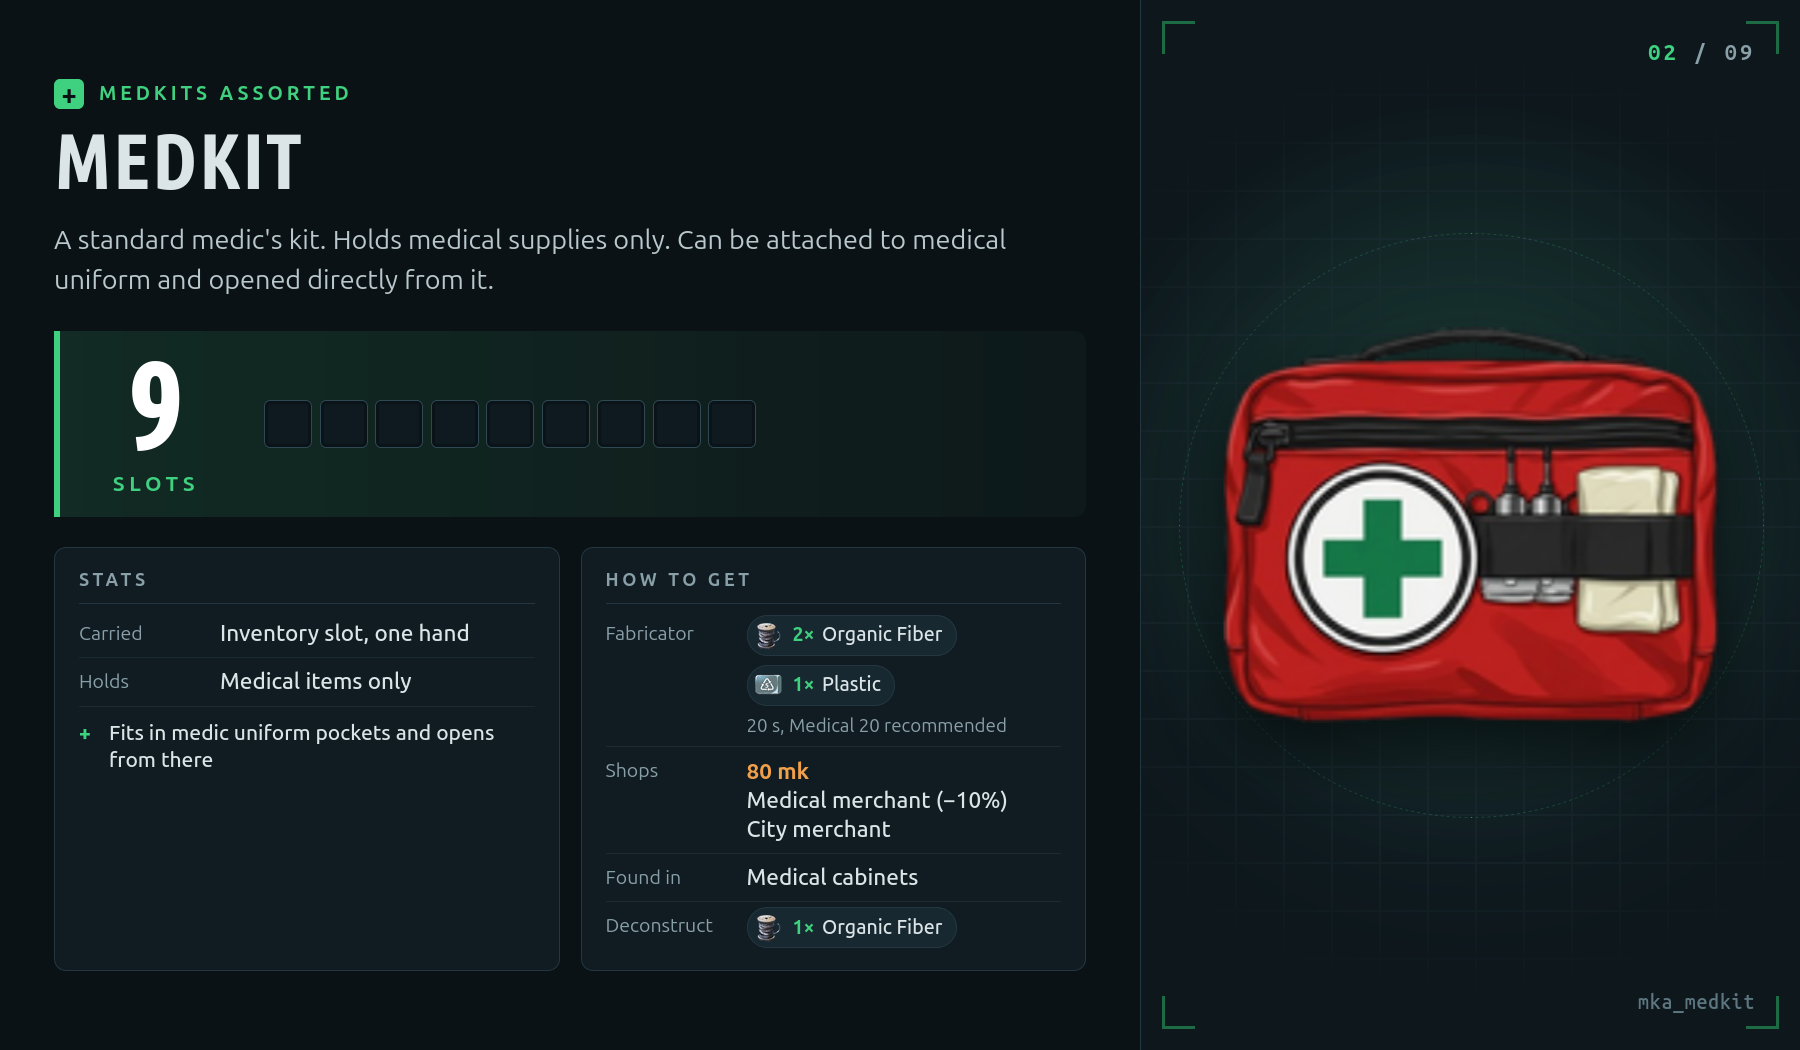 MEDKITS ASSORTED
MEDKIT
A standard medic's kit. Holds medical supplies only. Can be attached to medical
uniform and opened directly from it.
9
SLOTS
STATS
Carried Inventory slot, one hand
Holds Medical items only
+ Fits in medic uniform pockets and opens
from there
HOW TO GET
Fabricator 2× Organic Fiber
1× Plastic
20 s, Medical 20 recommended
Shops 80 mk
Medical merchant (−10%)
City merchant
Found in Medical cabinets
Deconstruct 1× Organic Fiber
02 / 09
mka_medkit